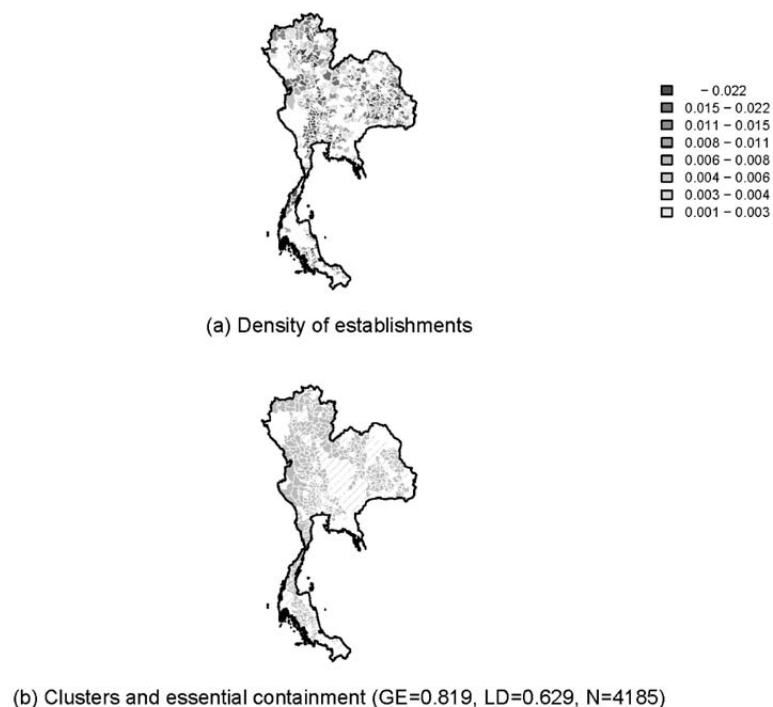 − 0.022
0.015 − 0.022
0.011 − 0.015
0.008 − 0.011
0.006 − 0.008
0.004 − 0.006
0.003 − 0.004
0.001 − 0.003
(a) Density of establishments
(b) Clusters and essential containment (GE=0.819, LD=0.629, N=4185)